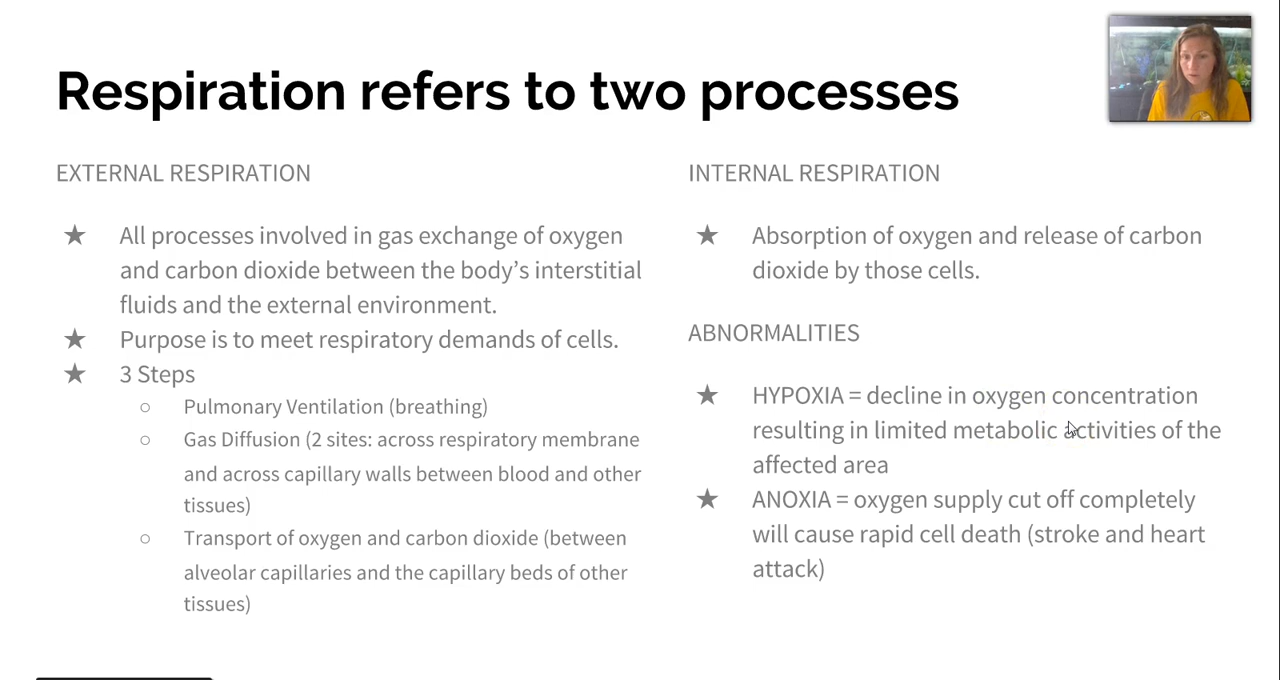 Respiration refers to two processes
EXTERNAL RESPIRATION
★ All processes involved in gas exchange of oxygen
and carbon dioxide between the body’s interstitial
fluids and the external environment.
★ Purpose is to meet respiratory demands of cells.
★ 3 Steps
○ Pulmonary Ventilation (breathing)
○ Gas Diffusion (2 sites: across respiratory membrane
and across capillary walls between blood and other
tissues)
○ Transport of oxygen and carbon dioxide (between
alveolar capillaries and the capillary beds of other
tissues)
INTERNAL RESPIRATION
★ Absorption of oxygen and release of carbon
dioxide by those cells.
ABNORMALITIES
★ HYPOXIA = decline in oxygen concentration
resulting in limited metabolic activities of the
affected area
★ ANOXIA = oxygen supply cut off completely
will cause rapid cell death (stroke and heart
attack)